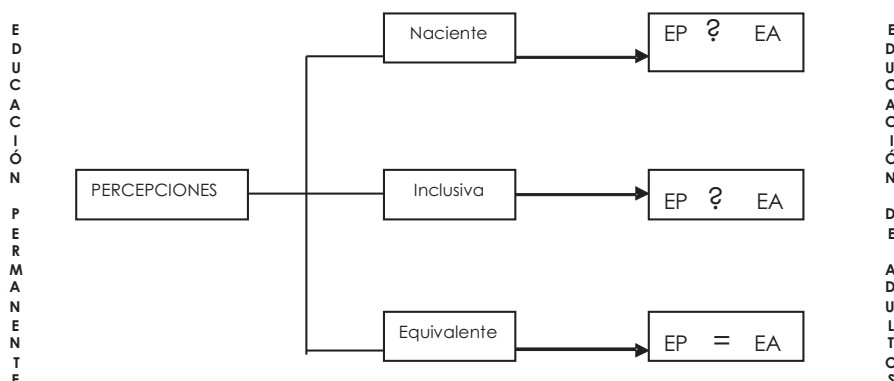 EDUCACIÓN PERMANENTE
Naciente
EP ? EA
PERCEPCIONES
Inclusiva
EP ? EA
Equivalente
EP = EA
EDUCACIÓN DE ADULTOS